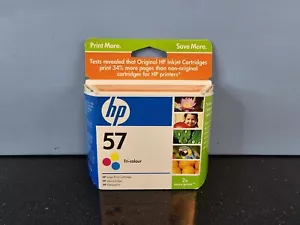 Print More.
Save More.
Tests revealed that Original HP Inkjet Cartridges
print 34% more pages than non-original
cartridges for HP printers
hp
57
Tri-colour